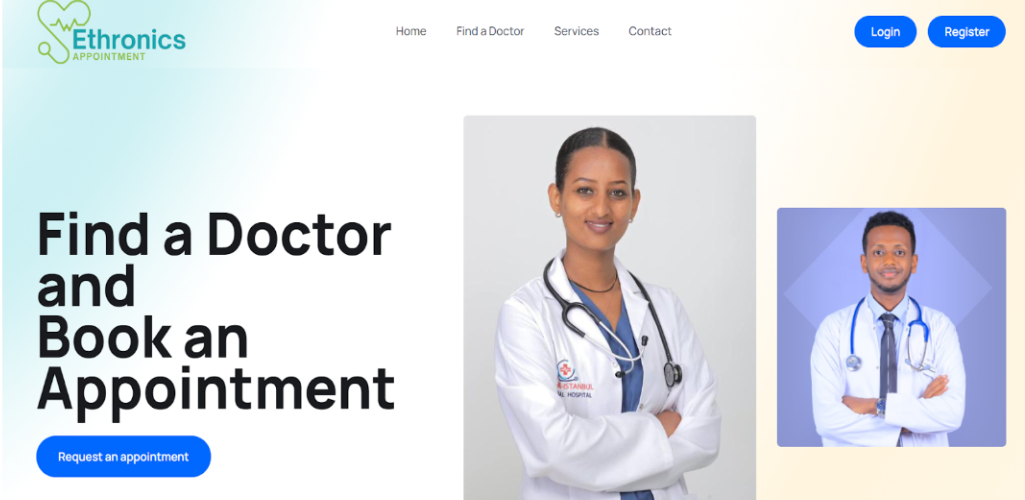 Ethronics
APPOINTMENT
Home
Find a Doctor
Services
Contact
Login
Register
Find a Doctor
and
Book an
Appointment
Request an appointment
ISTANBUL
HOSPITAL